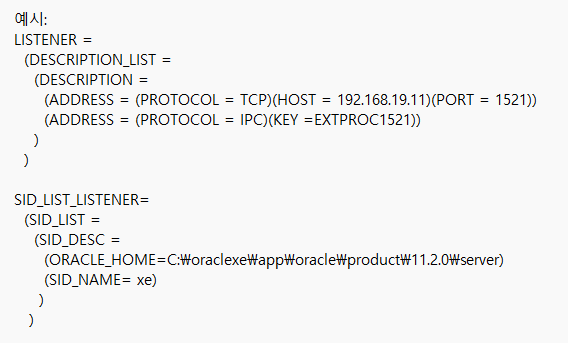 예시:
LISTENER =
  (DESCRIPTION_LIST =
    (DESCRIPTION =
      (ADDRESS = (PROTOCOL = TCP)(HOST = 192.168.19.11)(PORT = 1521))
      (ADDRESS = (PROTOCOL = IPC)(KEY =EXTPROC1521))
    )
  )

SID_LIST_LISTENER=
  (SID_LIST =
    (SID_DESC =
      (ORACLE_HOME=C:₩oraclexe₩app₩oracle₩product₩11.2.0₩server)
      (SID_NAME= xe)
     )
   )